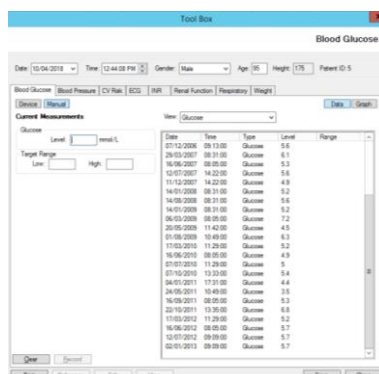 Tool Box
Blood Glucose
Date: 10/04/2018 Time: 12:44:08 PM Gender: Male Age: 95 Height: 175 Patient ID: 5
Blood Glucose Blood Pressure CV Risk ECG INR Renal Function Respiratory Weight
Device Manual Data Graph
Current Measurements View: Glucose
Glucose
Level: mmol/L
Target Range
Low: High:
Date Time Type Level Range
07/12/2006 09:13:00 Glucose 5.6
29/03/2007 08:31:00 Glucose 6.1
16/06/2007 08:05:00 Glucose 5.3
12/07/2007 14:22:00 Glucose 5.6
11/12/2007 14:22:00 Glucose 4.9
14/01/2008 08:31:00 Glucose 5.2
14/08/2008 08:31:00 Glucose 5.6
14/01/2009 08:31:00 Glucose 5.2
06/03/2009 08:05:00 Glucose 7.2
20/05/2009 11:42:00 Glucose 4.5
01/08/2009 10:49:00 Glucose 6.3
17/03/2010 11:29:00 Glucose 5.2
16/06/2010 08:05:00 Glucose 4.9
07/07/2010 11:29:00 Glucose 5
07/10/2010 13:33:00 Glucose 5.4
04/01/2011 17:31:00 Glucose 4.4
24/05/2011 10:49:00 Glucose 3.5
16/09/2011 08:05:00 Glucose 5.3
22/10/2011 13:35:00 Glucose 6.8
17/03/2012 11:29:00 Glucose 5.2
16/06/2012 08:05:00 Glucose 5.7
12/07/2012 09:09:00 Glucose 5.7
02/01/2013 09:09:00 Glucose 5.7
Clear Record